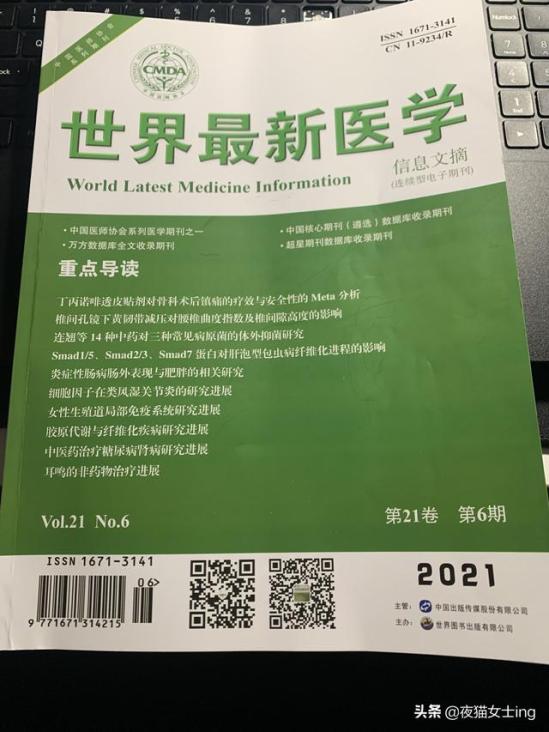 中国医师协会
系列期刊
CMDA
ISSN 1671-3141
CN 11-9234/R
世界最新医学
信息文摘
(连续型电子期刊)
World Latest Medicine Information
·中国医师协会系列医学期刊之一
·中国核心期刊(遴选)数据库收录期刊
·万方数据库全文收录期刊
·超星期刊数据库收录期刊
重点导读
丁丙诺啡透皮贴剂对骨科术后镇痛的疗效与安全性的 Meta 分析
椎间孔镜下黄韧带减压对腰椎曲度指数及椎间隙高度的影响
连翘等 14 种中药对三种常见病原菌的体外抑菌研究
Smad1/5、Smad2/3、Smad7 蛋白对肝泡型包虫病纤维化进程的影响
炎症性肠病肠外表现与肥胖的相关研究
细胞因子在类风湿关节炎的研究进展
女性生殖道局部免疫系统研究进展
胶原代谢与纤维化疾病研究进展
中医药治疗糖尿病肾病研究进展
耳鸣的非药物治疗进展
Vol.21 No.6
第21卷 第6期
ISSN 1671-3141
06
9 771671 314215
2021
主管: 中国出版传媒股份有限公司
主办: 世界图书出版有限公司
头条 @夜猫女士ing